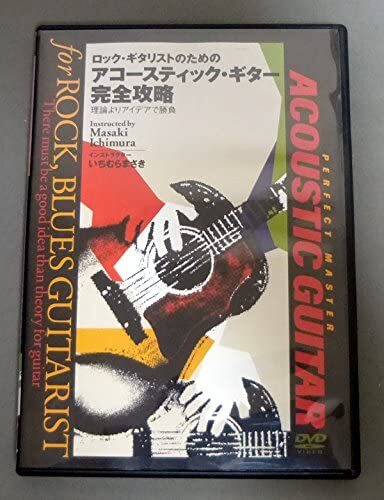 ロック・ギタリストのための
アコースティック・ギター
完全攻略
理論よりアイデアで勝負
Instructed by
Masaki
Ichimura
インストラクター
いちむらまさき
for ROCK, BLUES GUITARIST
There must be a good idea than theory for guitar
PERFECT MASTER
ACOUSTIC GUITAR
DVD
VIDEO